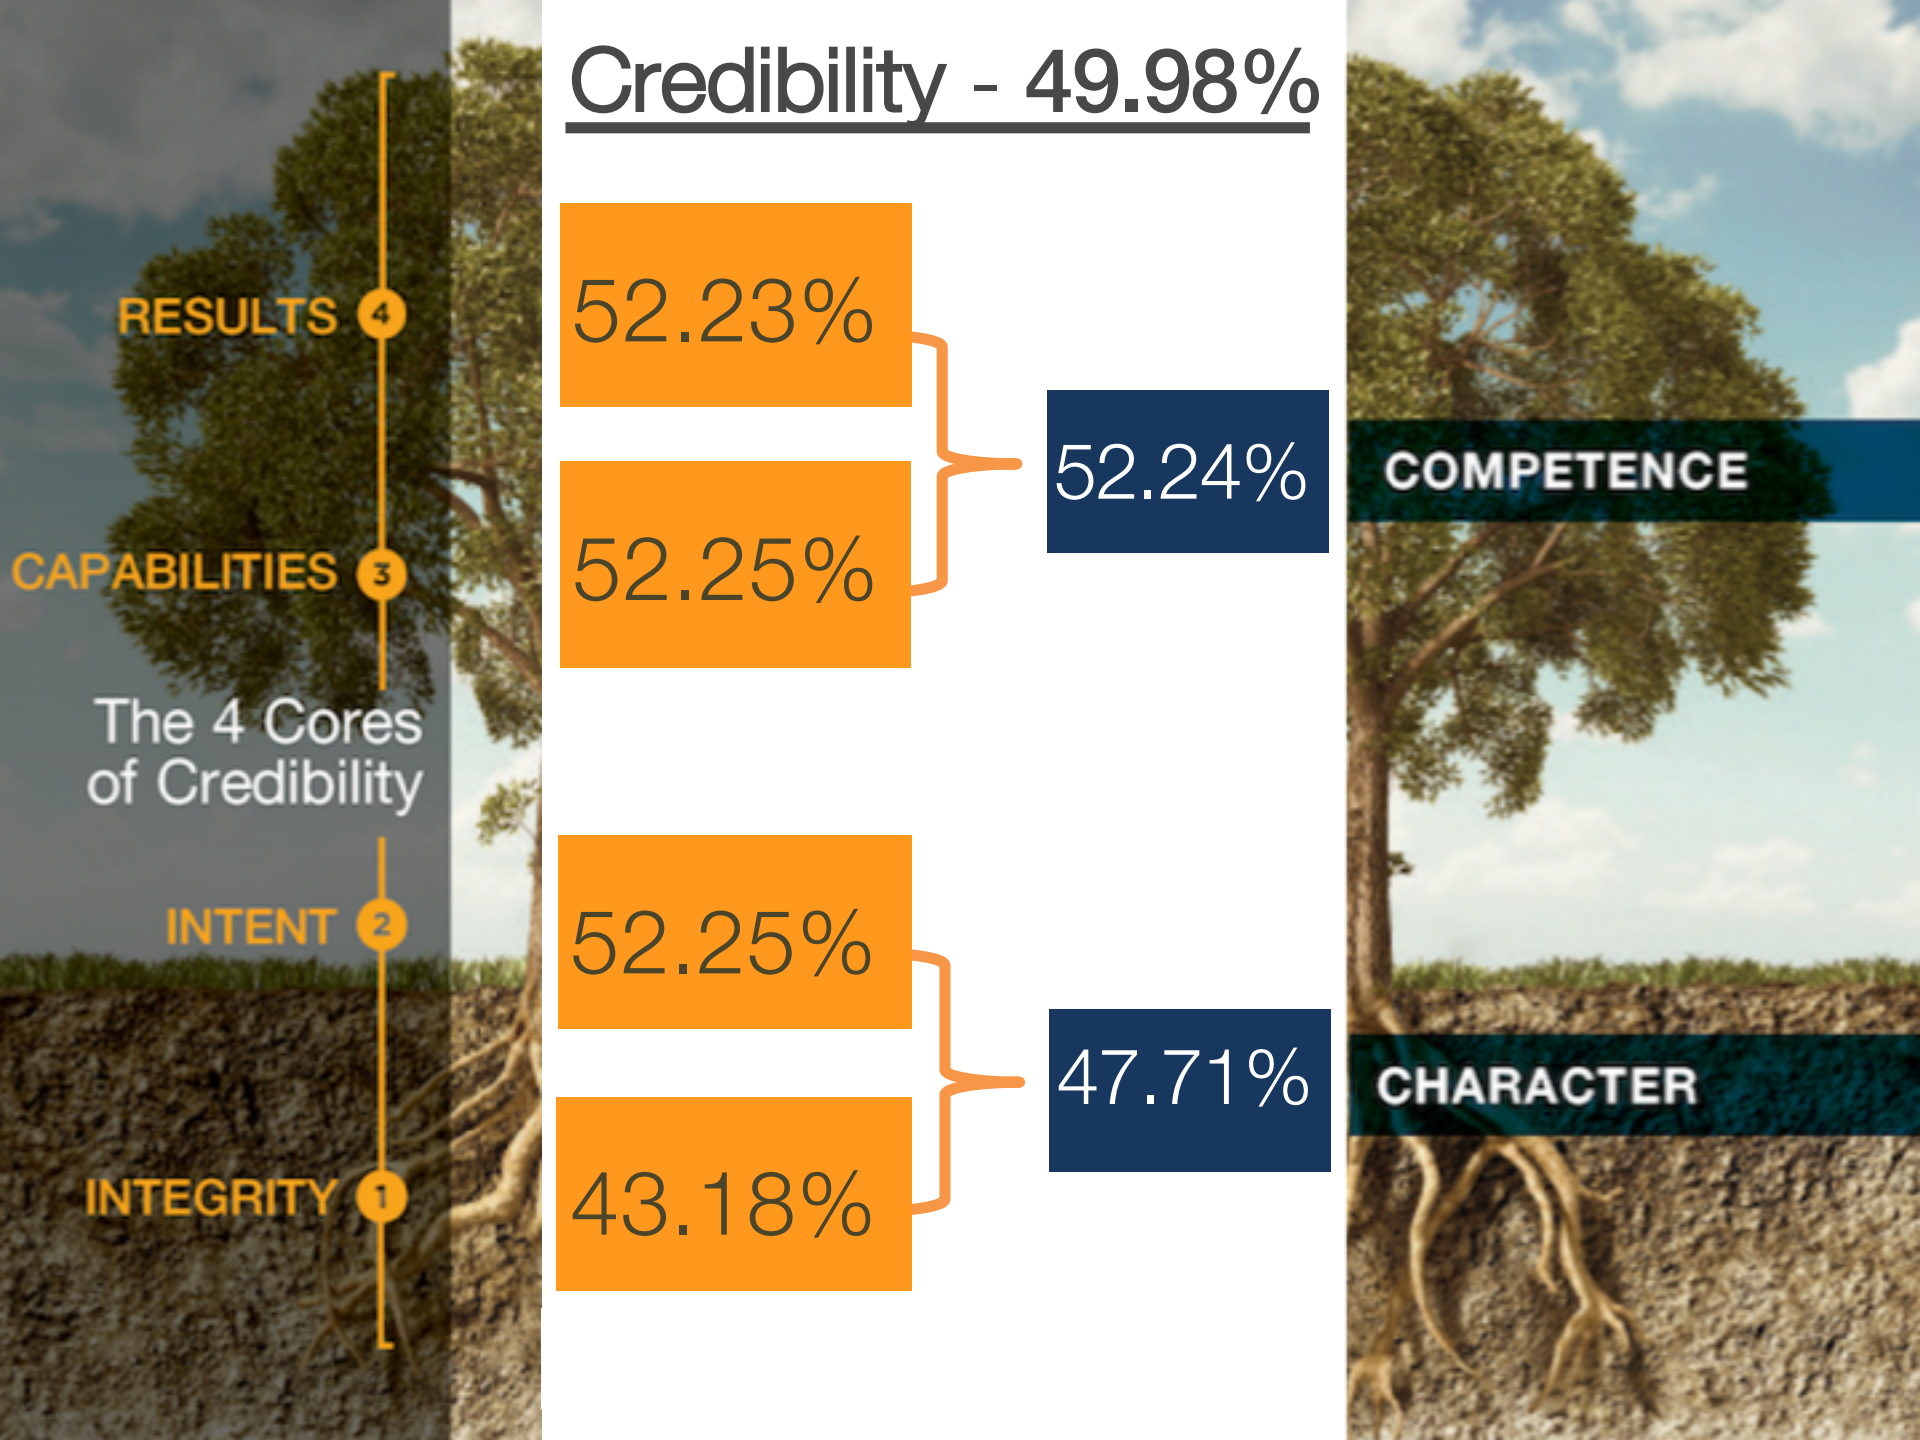 Credibility - 49.98%
RESULTS 4
52.23%
52.24%
COMPETENCE
CAPABILITIES 3
52.25%
The 4 Cores
of Credibility
INTENT 2
52.25%
47.71%
CHARACTER
INTEGRITY 1
43.18%